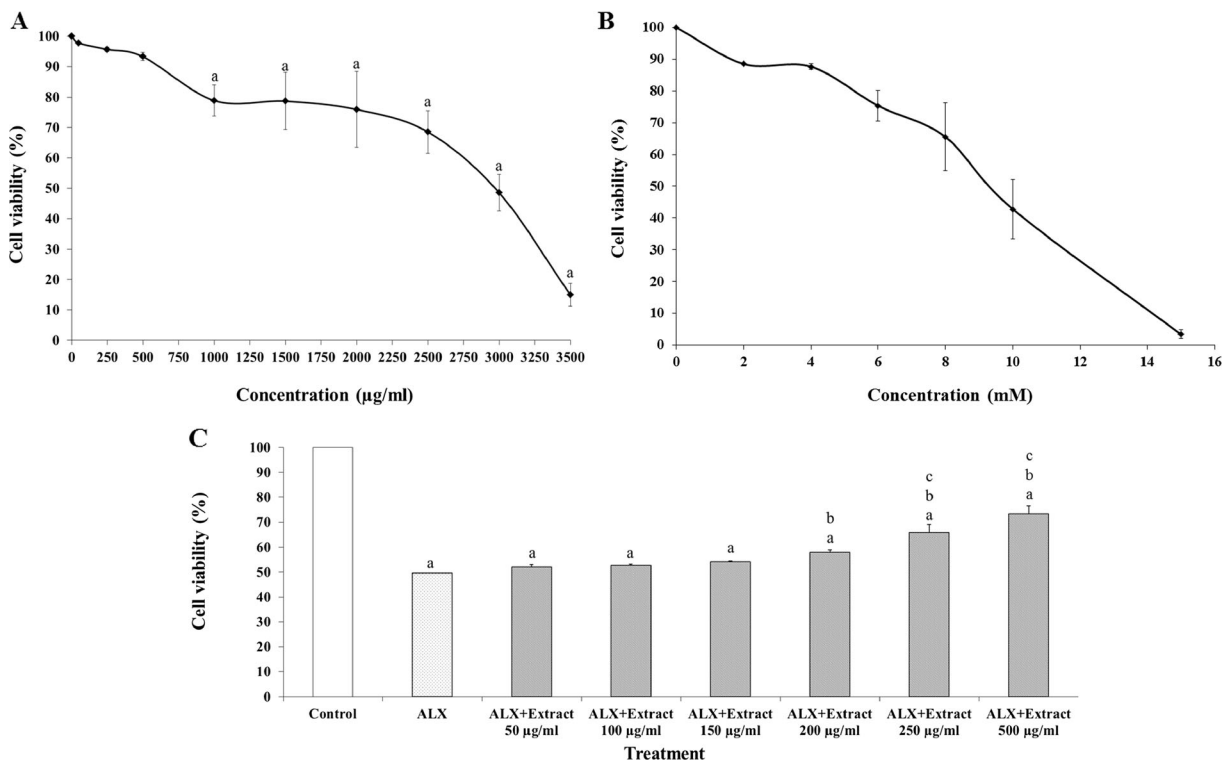 A
100
90
80
70
60
50
40
30
20
10
0
Cell viability (%)
a
a
a
a
a
a
0 250 500 1000 1500 2000 2500 3000 3250 3500
Concentration (µg/ml)
B
100
90
80
70
60
50
40
30
20
10
0
Cell viability (%)
0 2 4 6 8 10 12 14 16
Concentration (mM)
C
100
90
80
70
60
50
40
30
20
10
0
Cell viability (%)
a
a
a
a
b
a
c
b
a
c
b
a
Control
ALX
ALX+Extract
50 µg/ml
ALX+Extract
100 µg/ml
ALX+Extract
150 µg/ml
ALX+Extract
200 µg/ml
ALX+Extract
250 µg/ml
ALX+Extract
500 µg/ml
Treatment